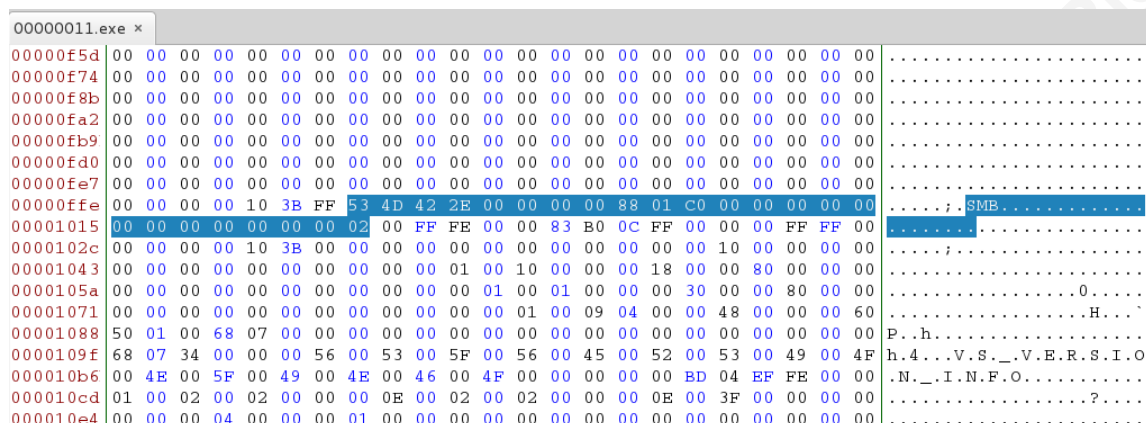 00000011.exe ×
00000f5d 00 00 00 00 00 00 00 00 00 00 00 00 00 00 00 00 00 00 00 00 00 00 00 .......................
00000f74 00 00 00 00 00 00 00 00 00 00 00 00 00 00 00 00 00 00 00 00 00 00 00 .......................
00000f8b 00 00 00 00 00 00 00 00 00 00 00 00 00 00 00 00 00 00 00 00 00 00 00 .......................
00000fa2 00 00 00 00 00 00 00 00 00 00 00 00 00 00 00 00 00 00 00 00 00 00 00 .......................
00000fb9 00 00 00 00 00 00 00 00 00 00 00 00 00 00 00 00 00 00 00 00 00 00 00 .......................
00000fd0 00 00 00 00 00 00 00 00 00 00 00 00 00 00 00 00 00 00 00 00 00 00 00 .......................
00000fe7 00 00 00 00 00 00 00 00 00 00 00 00 00 00 00 00 00 00 00 00 00 00 00 .......................
00000ffe 00 00 00 00 10 3B FF 53 4D 42 2E 00 00 00 00 88 01 C0 00 00 00 00 00 .....;.SMB.............
00001015 00 00 00 00 00 00 00 02 00 FF FE 00 00 83 B0 0C FF 00 00 00 FF FF 00 .......................
0000102c 00 00 00 00 10 3B 00 00 00 00 00 00 00 00 00 00 00 00 10 00 00 00 00 .....;.................
00001043 00 00 00 00 00 00 00 00 00 00 01 00 10 00 00 00 18 00 00 80 00 00 00 .......................
0000105a 00 00 00 00 00 00 00 00 00 00 00 01 00 01 00 00 00 30 00 00 80 00 00 .................0.....
00001071 00 00 00 00 00 00 00 00 00 00 00 00 01 00 09 04 00 00 48 00 00 00 60 ..................H...`
00001088 50 01 00 68 07 00 00 00 00 00 00 00 00 00 00 00 00 00 00 00 00 00 00 P..h...................
0000109f 68 07 34 00 00 00 56 00 53 00 5F 00 56 00 45 00 52 00 53 00 49 00 4F h.4...V.S._.V.E.R.S.I.O
000010b6 00 4E 00 5F 00 49 00 4E 00 46 00 4F 00 00 00 00 00 BD 04 EF FE 00 00 .N._.I.N.F.O...........
000010cd 01 00 02 00 02 00 00 00 0E 00 02 00 02 00 00 00 0E 00 3F 00 00 00 00 ..................?....
000010e4 00 00 00 04 00 00 00 01 00 00 00 00 00 00 00 00 00 00 00 00 00 00 00 .......................